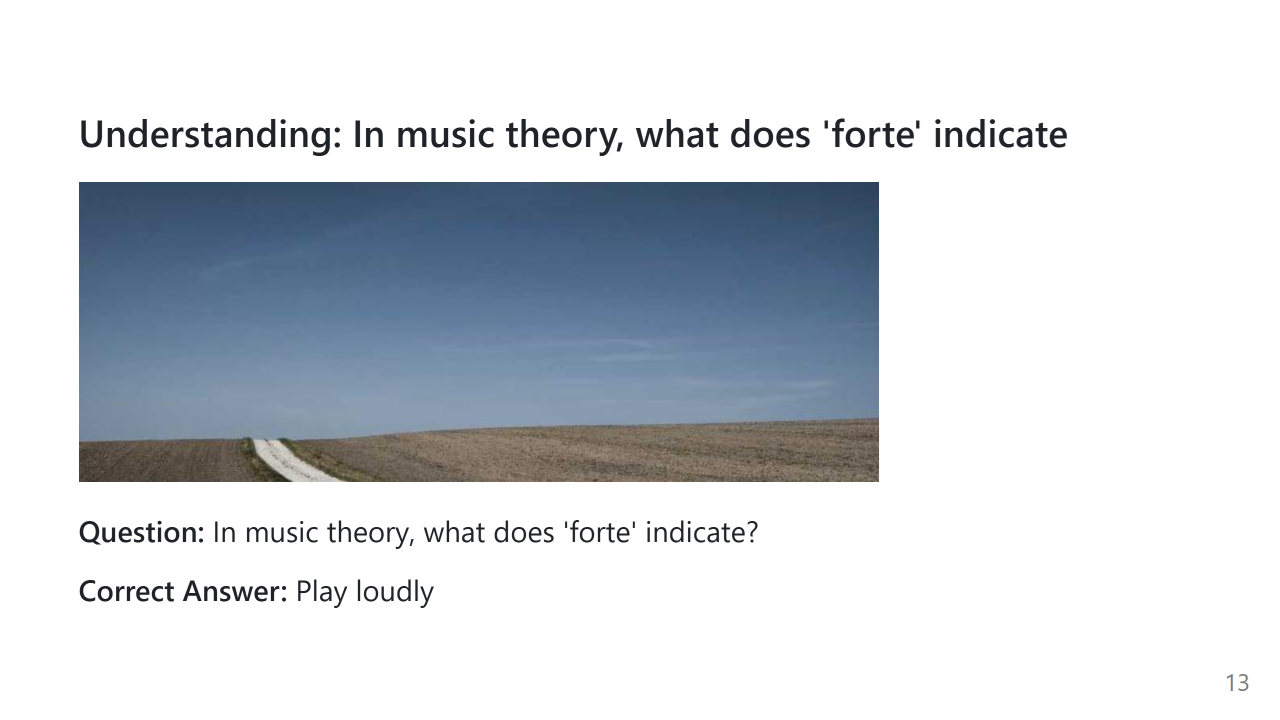 Understanding: In music theory, what does 'forte' indicate
Question: In music theory, what does 'forte' indicate?
Correct Answer: Play loudly
13